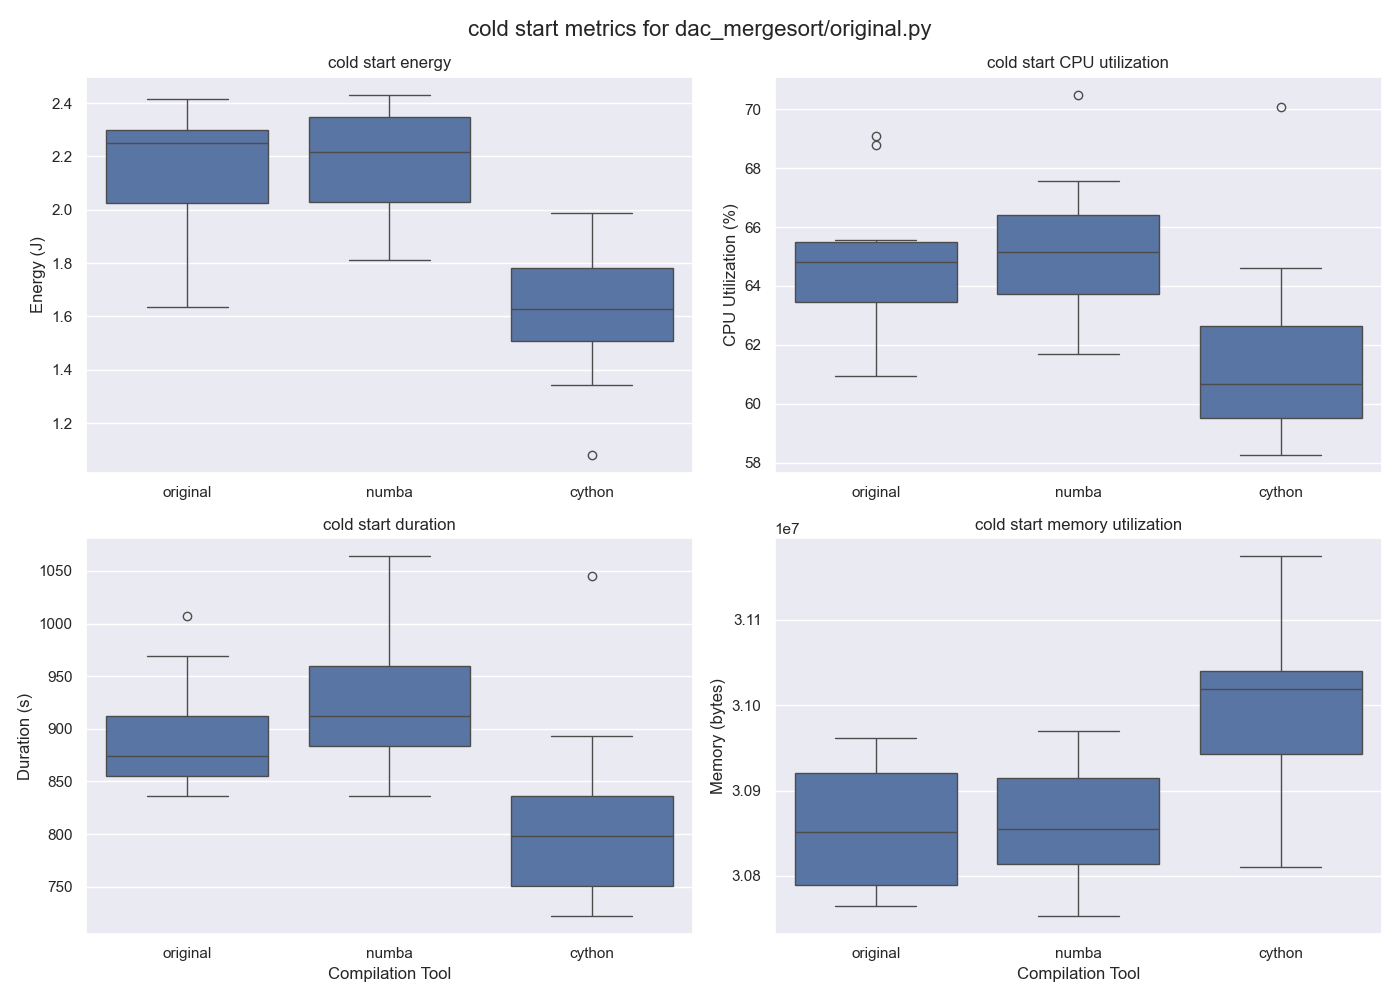 cold start metrics for dac_mergesort/original.py
cold start energy
Energy (J)
2.4
2.2
2.0
1.8
1.6
1.4
1.2
original numba cython
cold start CPU utilization
CPU Utilization (%)
70
68
66
64
62
60
58
original numba cython
cold start duration
Duration (s)
1050
1000
950
900
850
800
750
original numba cython
Compilation Tool
cold start memory utilization
1e7
Memory (bytes)
3.11
3.10
3.09
3.08
original numba cython
Compilation Tool